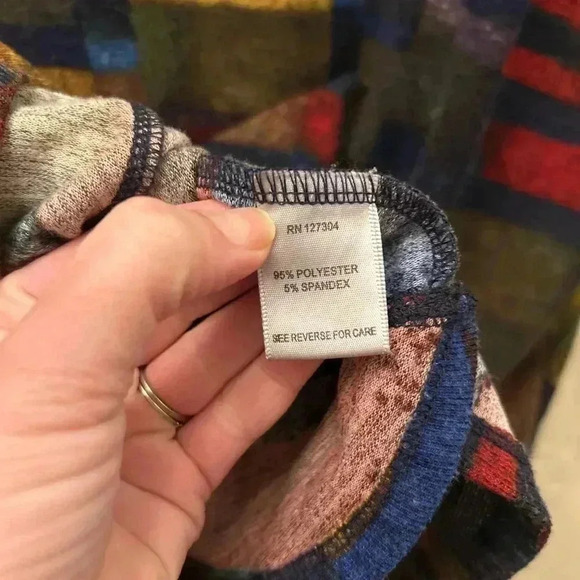 RN 127304
95% POLYESTER
5% SPANDEX
SEE REVERSE FOR CARE